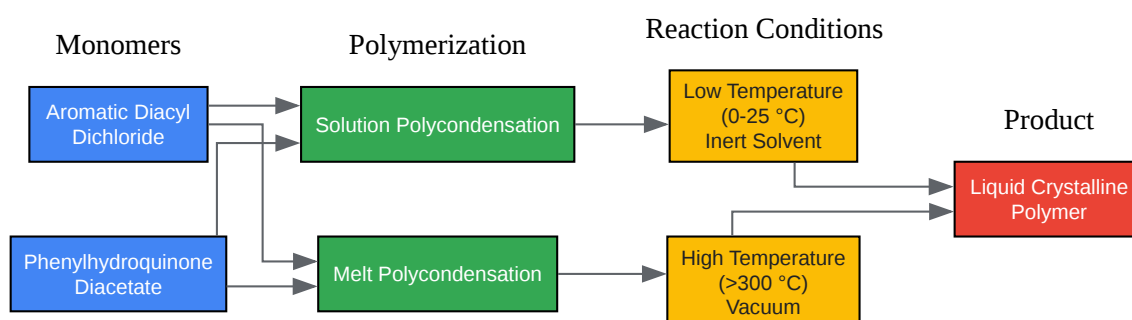 Monomers
Polymerization
Reaction Conditions
Product
Aromatic Diacyl
Dichloride
Solution Polycondensation
Low Temperature
(0-25 °C)
Inert Solvent
Liquid Crystalline
Polymer
Phenylhydroquinone
Diacetate
Melt Polycondensation
High Temperature
(>300 °C)
Vacuum